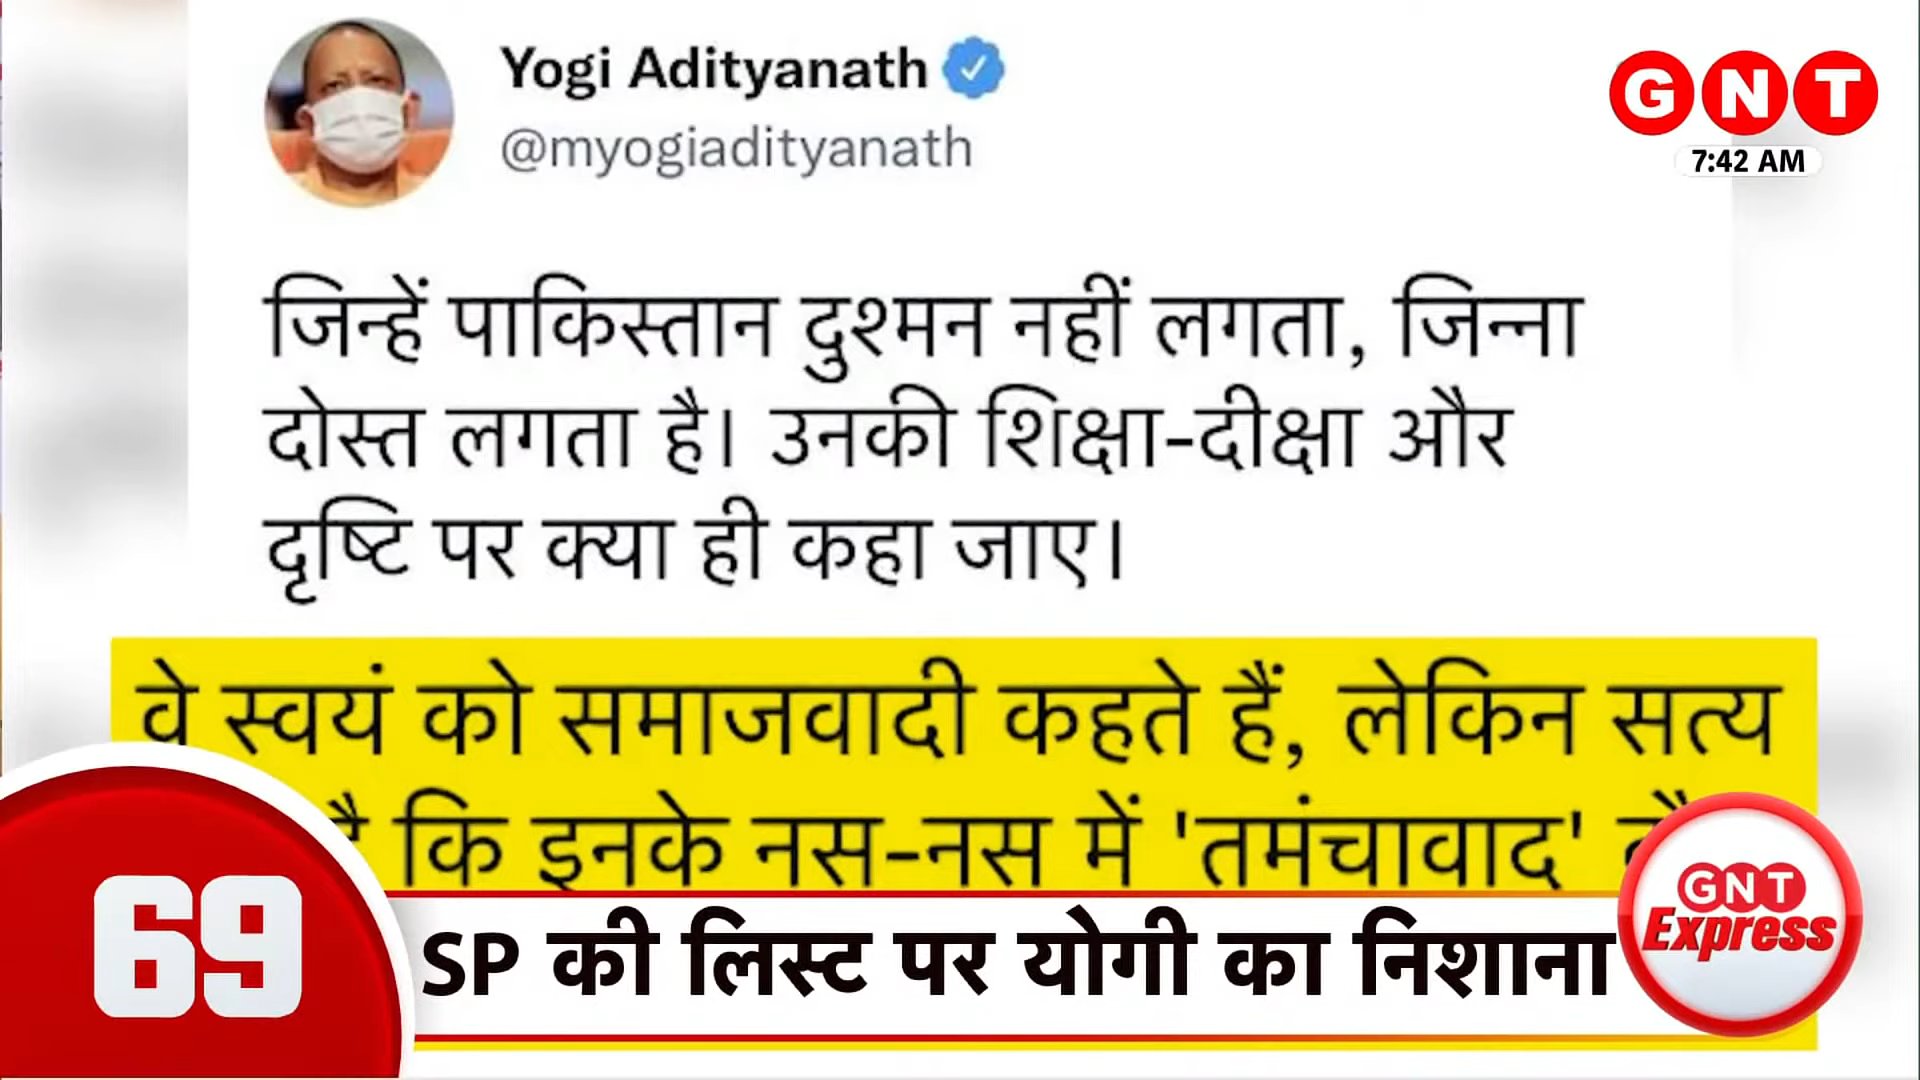 Yogi Adityanath
@myogiadityanath
GNT
7:42 AM
जिन्हें पाकिस्तान दुश्मन नहीं लगता, जिन्ना
दोस्त लगता है। उनकी शिक्षा-दीक्षा और
दृष्टि पर क्या ही कहा जाए।
वे स्वयं को समाजवादी कहते हैं, लेकिन सत्य
कि इनके नस-नस में 'तमंचावाद'
69
SP की लिस्ट पर योगी का निशाना
GNT
Express